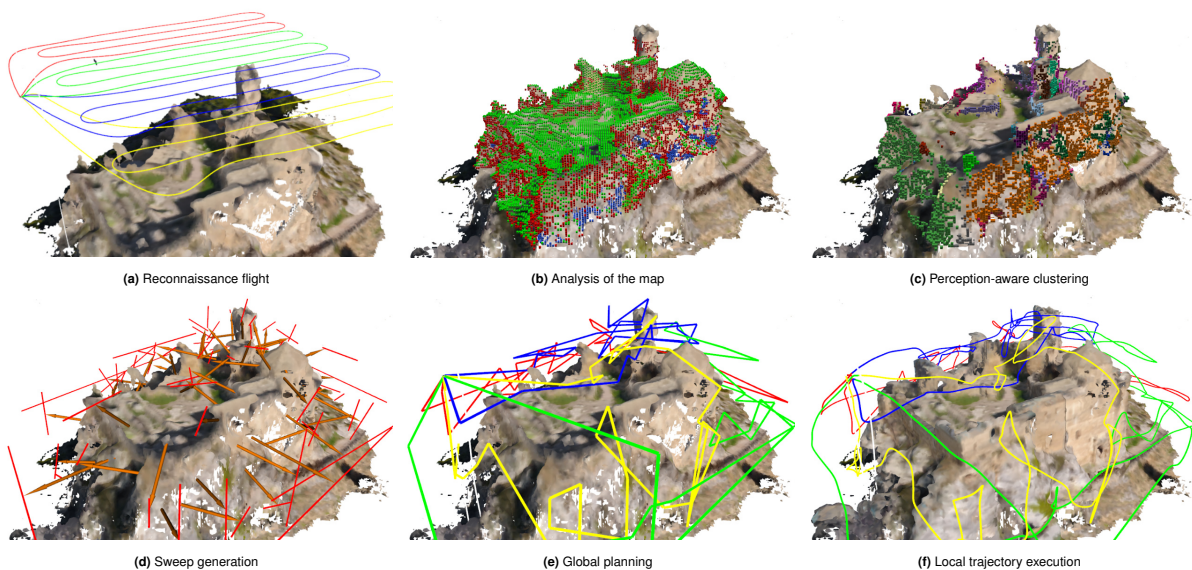 (a) Reconnaissance flight
(b) Analysis of the map
(c) Perception-aware clustering
(d) Sweep generation
(e) Global planning
(f) Local trajectory execution